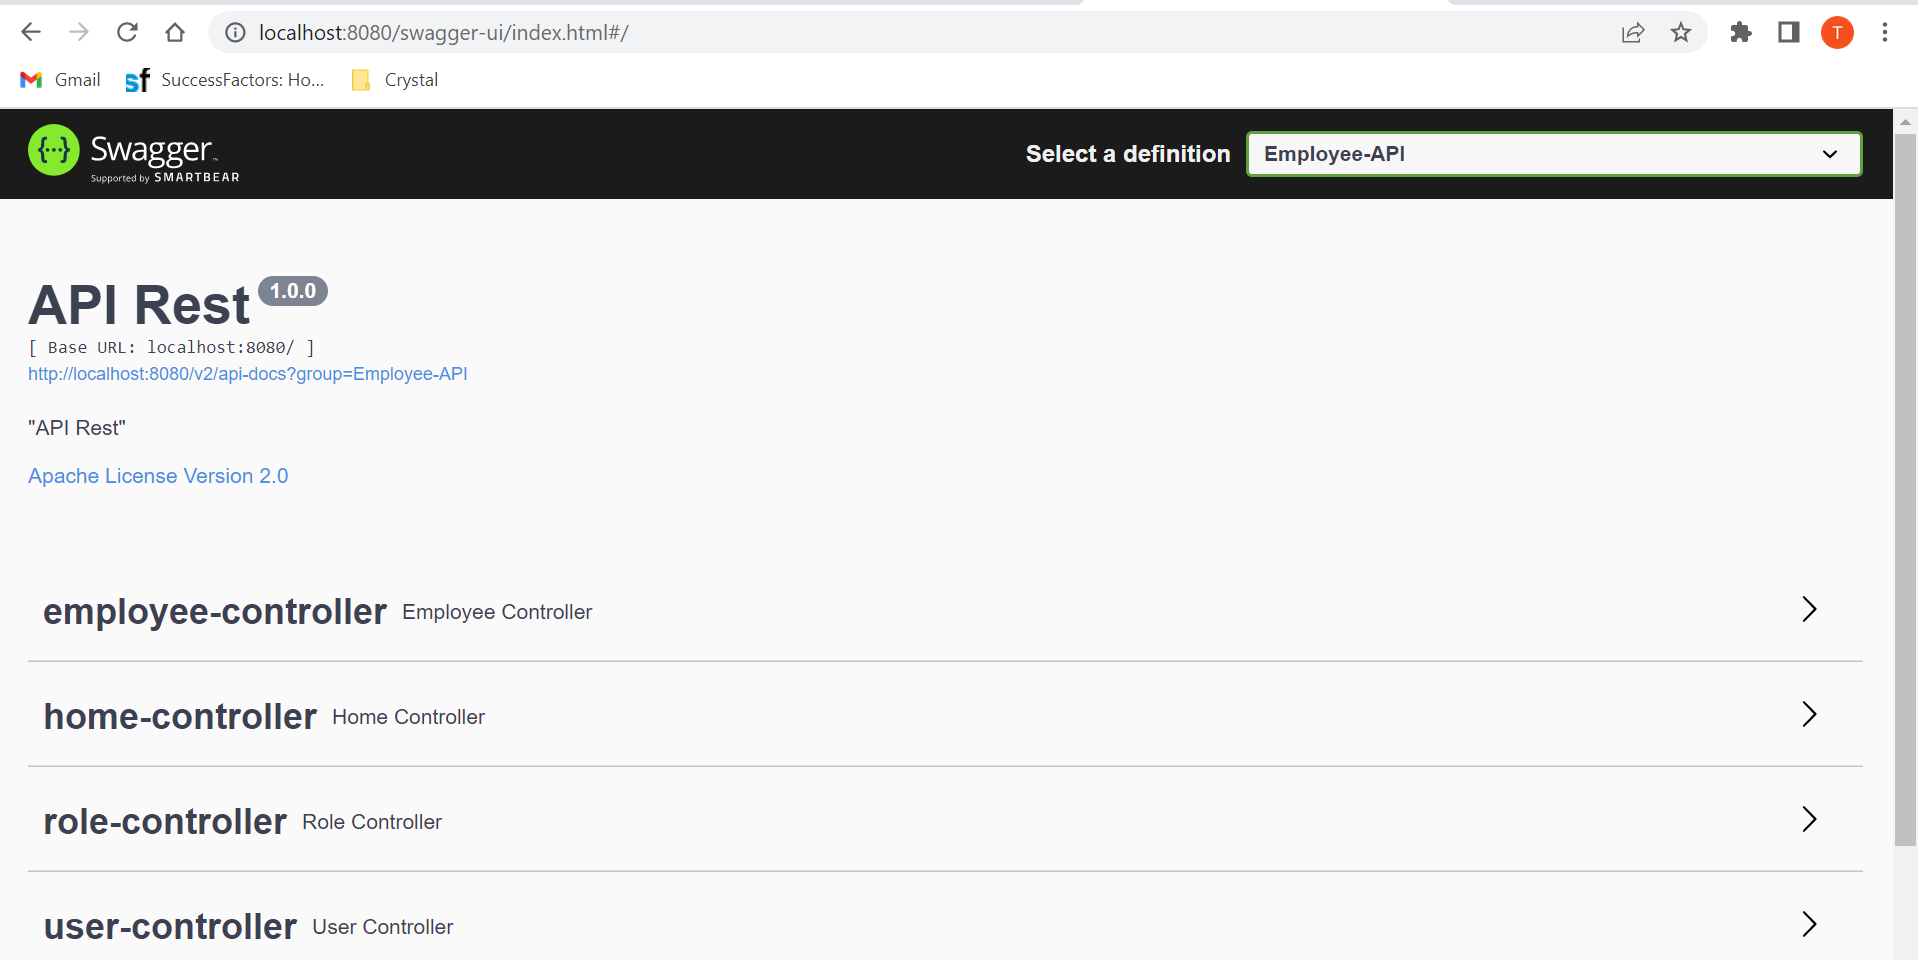 localhost:8080/swagger-ui/index.html#/
T
Gmail
sf SuccessFactors: Ho...
Crystal
{···} Swagger™
Supported by SMARTBEAR
Select a definition
Employee-API
API Rest 1.0.0
[ Base URL: localhost:8080/ ]
http://localhost:8080/v2/api-docs?group=Employee-API
"API Rest"
Apache License Version 2.0
employee-controller Employee Controller
home-controller Home Controller
role-controller Role Controller
user-controller User Controller